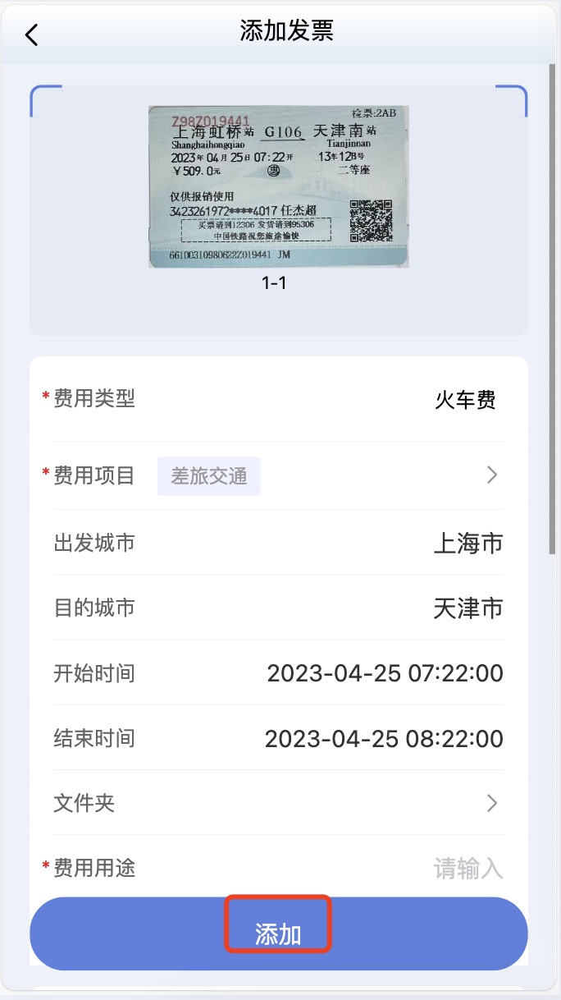 添加发票
检票:2AB
Z98Z019441
上海虹桥站 G106 天津南站
Shanghaihongqiao Tianjinnan
2023年04月25日07:22开 13车12B号
￥509.0元 惠 二等座
仅供报销使用
3423261972****4017 任杰超
买票请到12306 发货请到95306
中国铁路祝您旅途愉快
66100310980622Z019441 JM
1-1
*费用类型 火车费
*费用项目 差旅交通
出发城市 上海市
目的城市 天津市
开始时间 2023-04-25 07:22:00
结束时间 2023-04-25 08:22:00
文件夹
*费用用途 请输入
添加